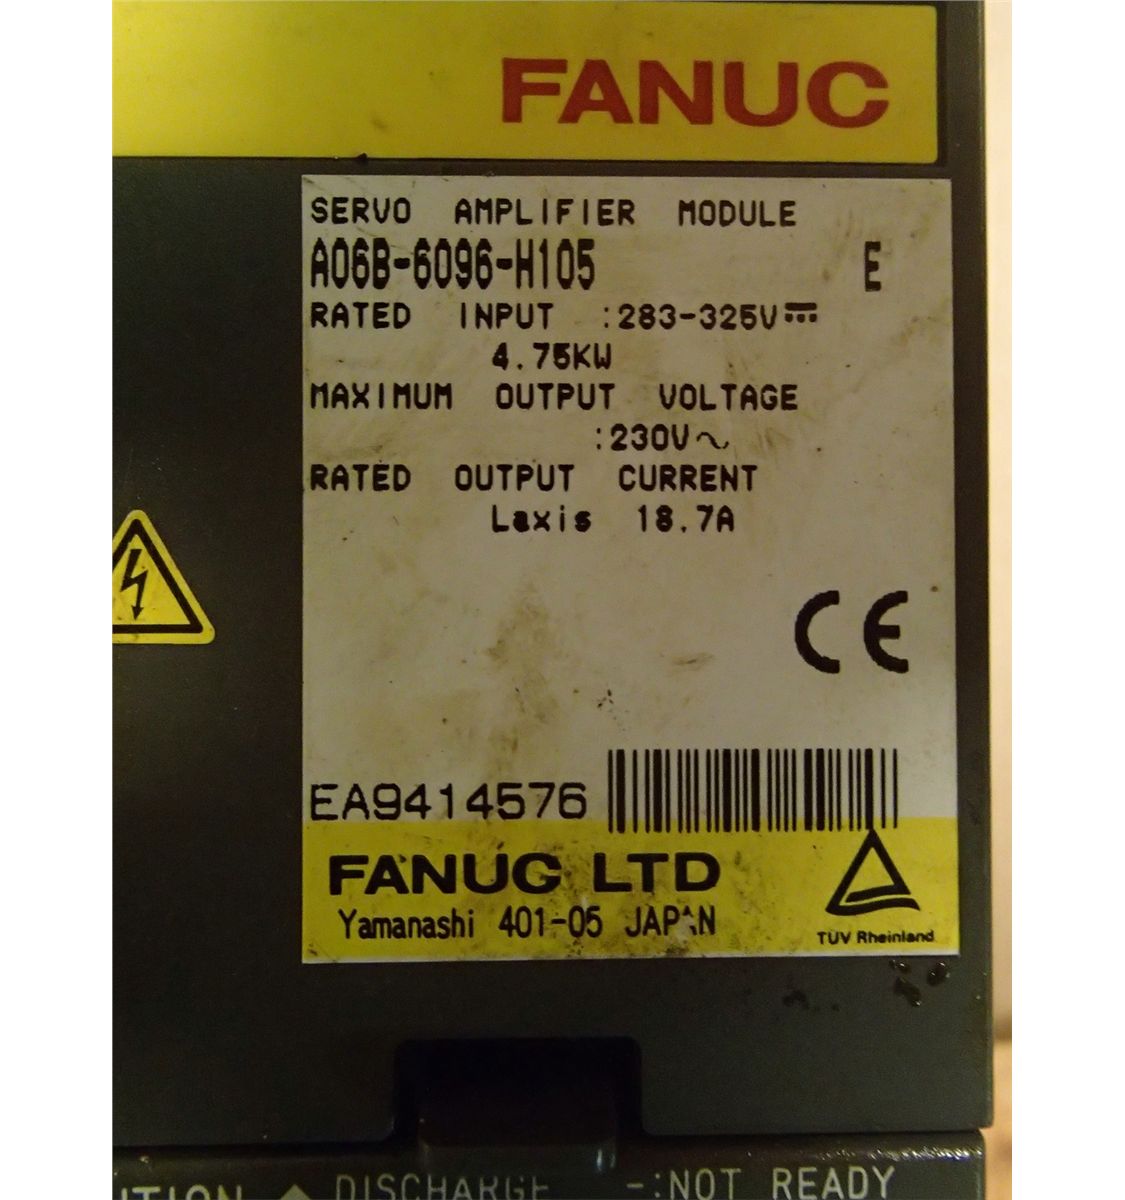 FANUC
SERVO AMPLIFIER MODULE
A06B-6096-H105 E
RATED INPUT :283-325V⎓
4.75KW
MAXIMUM OUTPUT VOLTAGE
:230V~
RATED OUTPUT CURRENT
Laxis 18.7A
CE
EA9414576
FANUC LTD
Yamanashi 401-05 JAPAN
TÜV Rheinland
DISCHARGE -:NOT READY